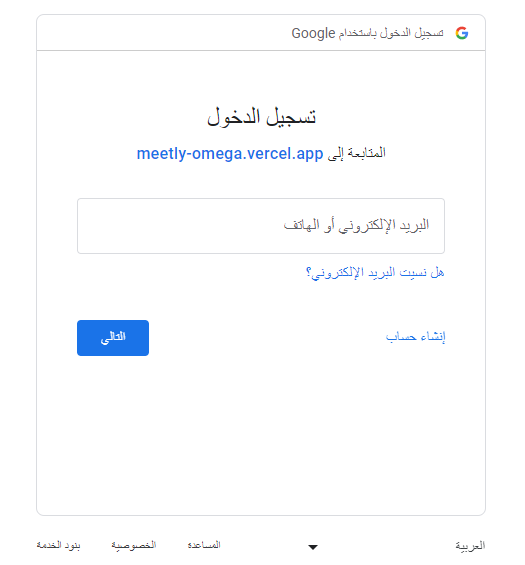 تسجيل الدخول باستخدام Google
تسجيل الدخول
المتابعة إلى meetly-omega.vercel.app
البريد الإلكتروني أو الهاتف
هل نسيت البريد الإلكتروني؟
إنشاء حساب
التالي
العربية
المساعدة
الخصوصية
بنود الخدمة